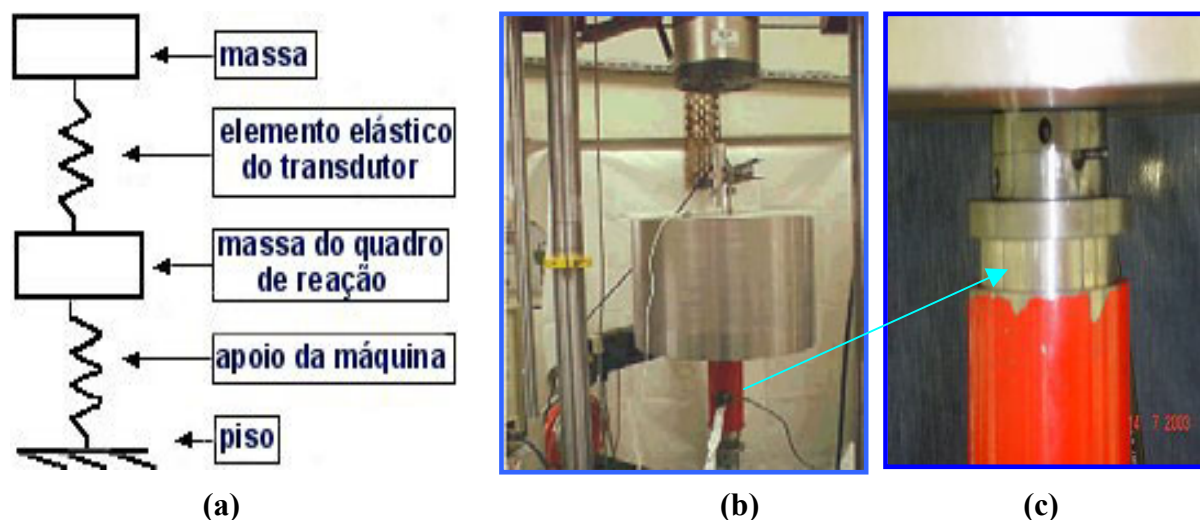 massa
elemento elástico
do transdutor
massa do quadro
de reação
apoio da máquina
piso
14 7 2003
(a)
(b)
(c)